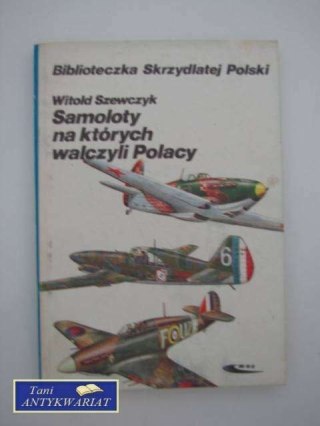 Biblioteczka Skrzydlatej Polski
Witold Szewczyk
Samoloty
na których
walczyli Polacy
6
Tani
ANTYKWARIAT